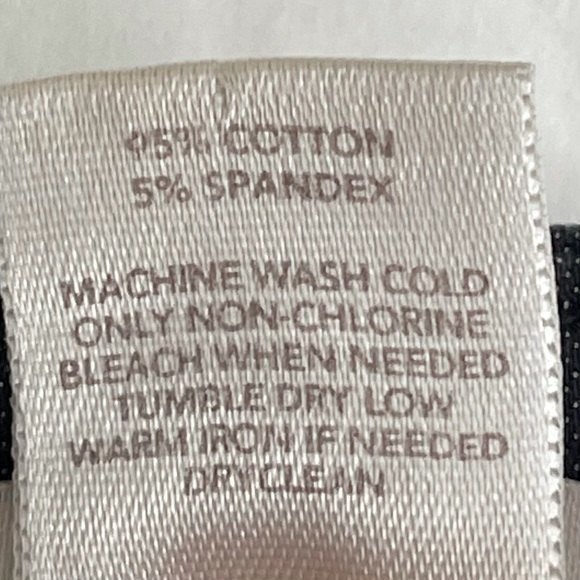 95% COTTON
5% SPANDEX
MACHINE WASH COLD
ONLY NON-CHLORINE
BLEACH WHEN NEEDED
TUMBLE DRY LOW
WARM IRON IF NEEDED
DRYCLEAN